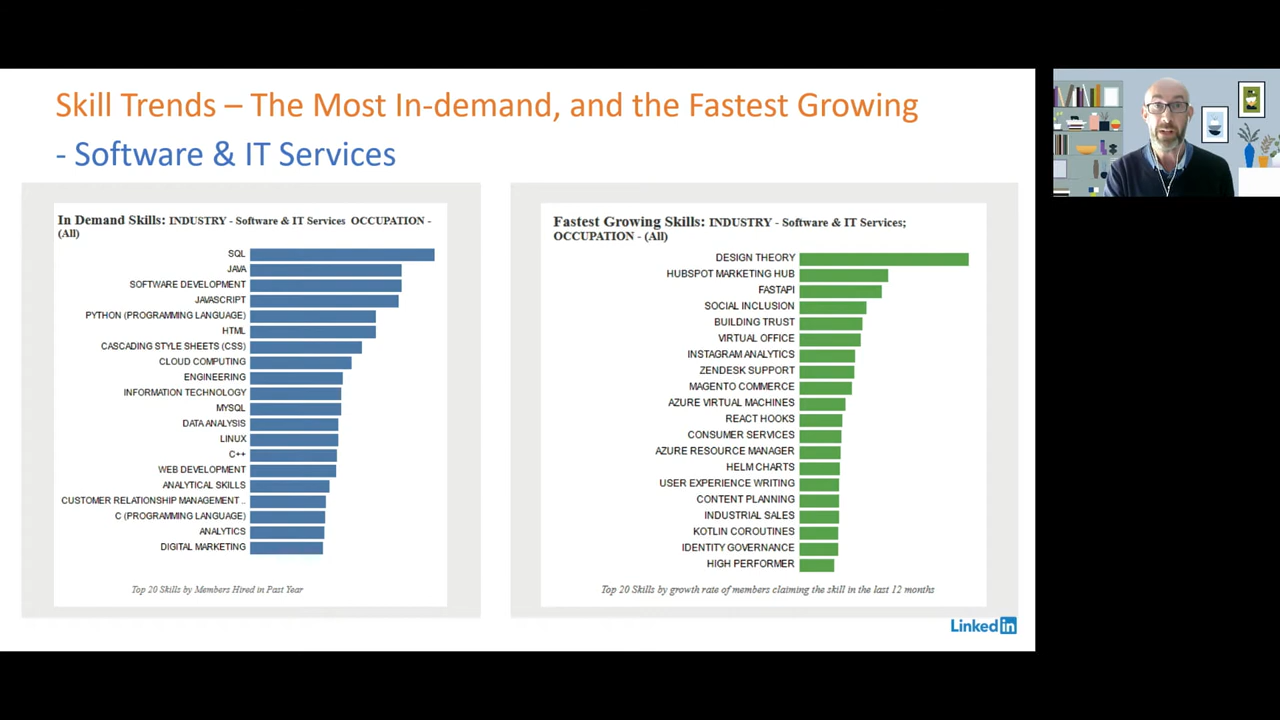 Skill Trends – The Most In-demand, and the Fastest Growing
- Software & IT Services
In Demand Skills: INDUSTRY - Software & IT Services OCCUPATION -
(All)
SQL
JAVA
SOFTWARE DEVELOPMENT
JAVASCRIPT
PYTHON (PROGRAMMING LANGUAGE)
HTML
CASCADING STYLE SHEETS (CSS)
CLOUD COMPUTING
ENGINEERING
INFORMATION TECHNOLOGY
MYSQL
DATA ANALYSIS
LINUX
C++
WEB DEVELOPMENT
ANALYTICAL SKILLS
CUSTOMER RELATIONSHIP MANAGEMENT ..
C (PROGRAMMING LANGUAGE)
ANALYTICS
DIGITAL MARKETING
Top 20 Skills by Members Hired in Past Year
Fastest Growing Skills: INDUSTRY - Software & IT Services;
OCCUPATION - (All)
DESIGN THEORY
HUBSPOT MARKETING HUB
FASTAPI
SOCIAL INCLUSION
BUILDING TRUST
VIRTUAL OFFICE
INSTAGRAM ANALYTICS
ZENDESK SUPPORT
MAGENTO COMMERCE
AZURE VIRTUAL MACHINES
REACT HOOKS
CONSUMER SERVICES
AZURE RESOURCE MANAGER
HELM CHARTS
USER EXPERIENCE WRITING
CONTENT PLANNING
INDUSTRIAL SALES
KOTLIN COROUTINES
IDENTITY GOVERNANCE
HIGH PERFORMER
Top 20 Skills by growth rate of members claiming the skill in the last 12 months
Linked in